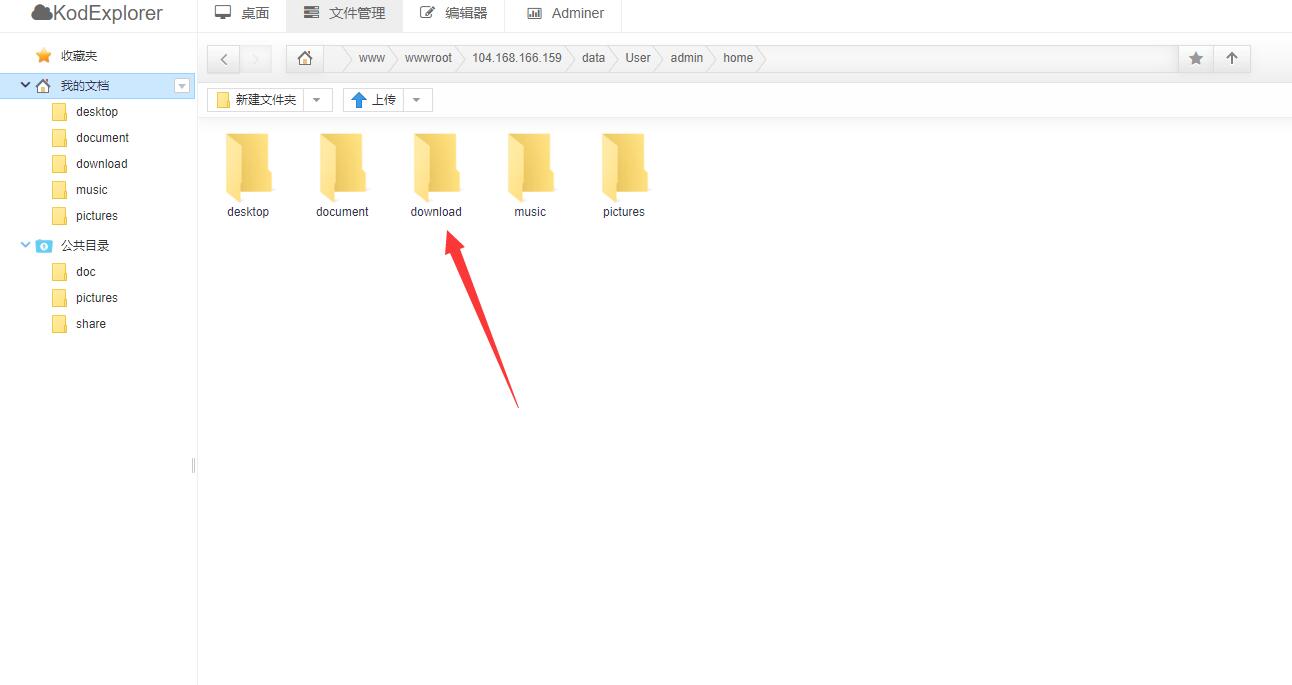 KodExplorer
桌面
文件管理
编辑器
Adminer
收藏夹
我的文档
desktop
document
download
music
pictures
公共目录
doc
pictures
share
www wwwroot 104.168.166.159 data User admin home
新建文件夹 上传
desktop document download music pictures